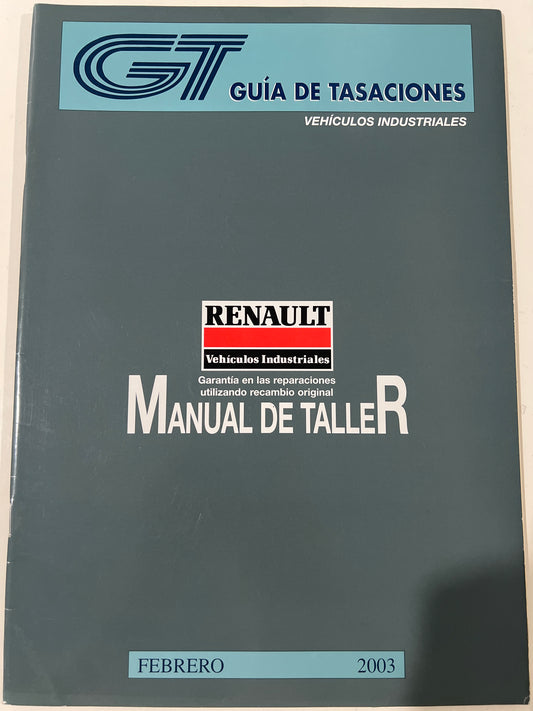 GT GUÍA DE TASACIONES
VEHÍCULOS INDUSTRIALES
RENAULT
Vehículos Industriales
Garantía en las reparaciones
utilizando recambio original
MANUAL DE TALLER
FEBRERO 2003